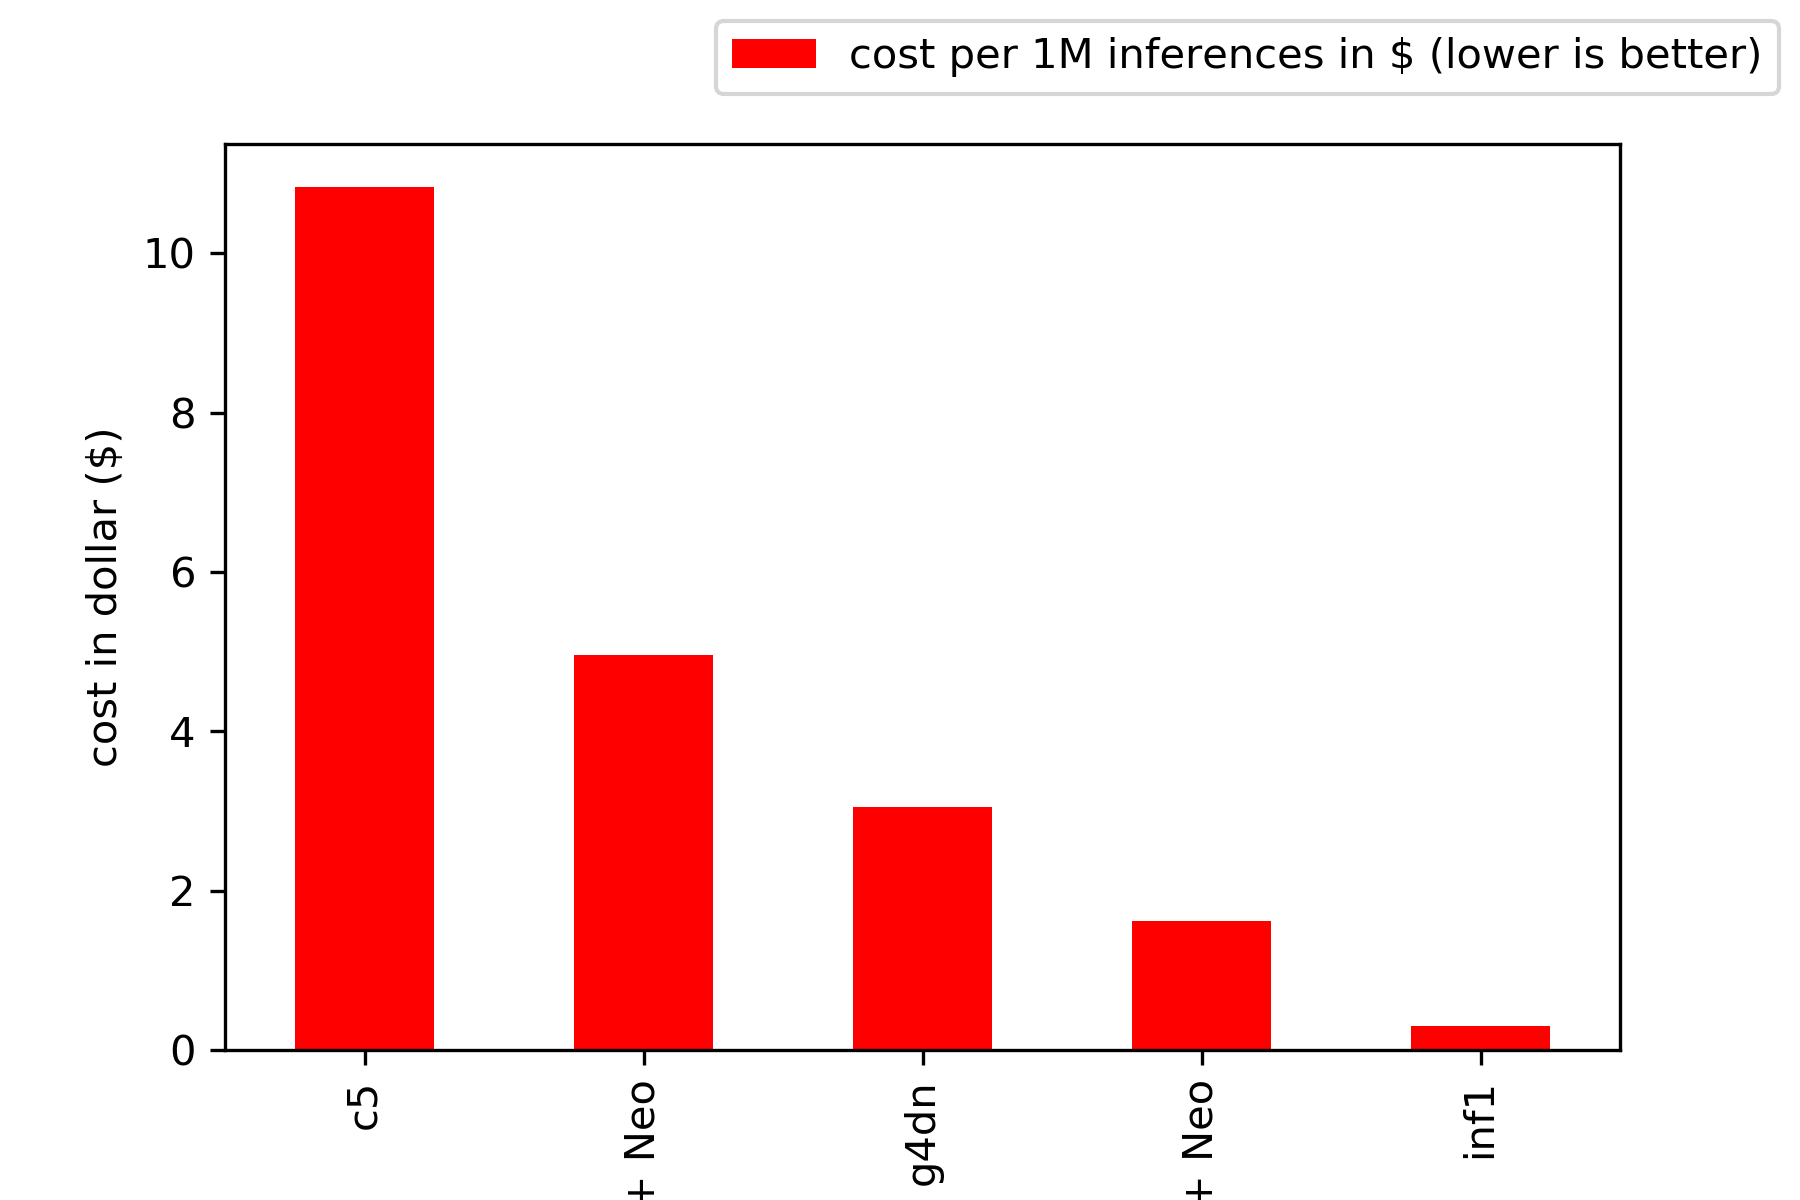 cost per 1M inferences in $ (lower is better)
cost in dollar ($)
10
8
6
4
2
0
c5
+ Neo
g4dn
+ Neo
inf1